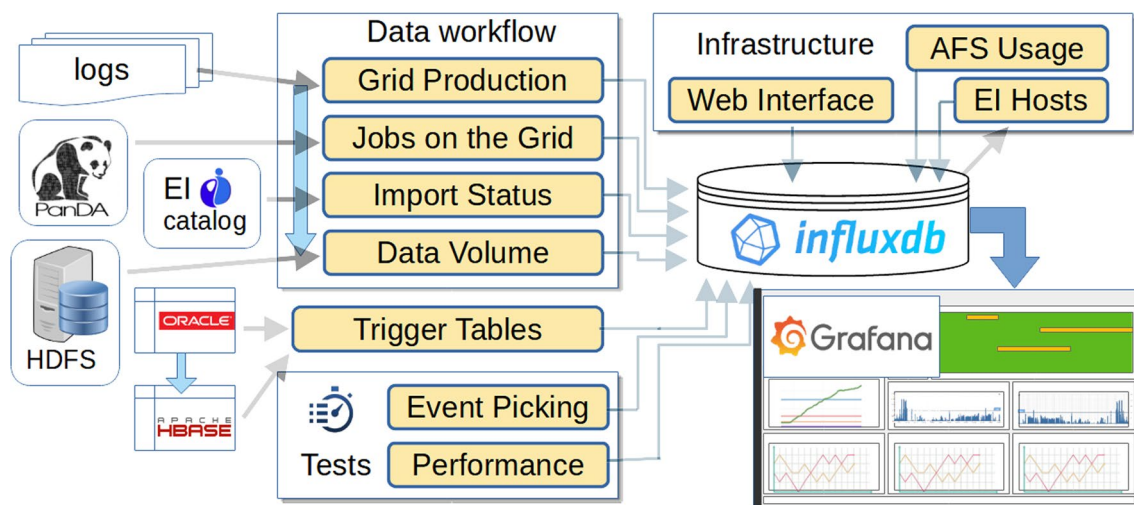 logs
PanDA
EI
catalog
HDFS
ORACLE
APACHE
HBASE
Data workflow
Grid Production
Jobs on the Grid
Import Status
Data Volume
Trigger Tables
Tests
Event Picking
Performance
Infrastructure
AFS Usage
Web Interface
EI Hosts
influxdb
Grafana